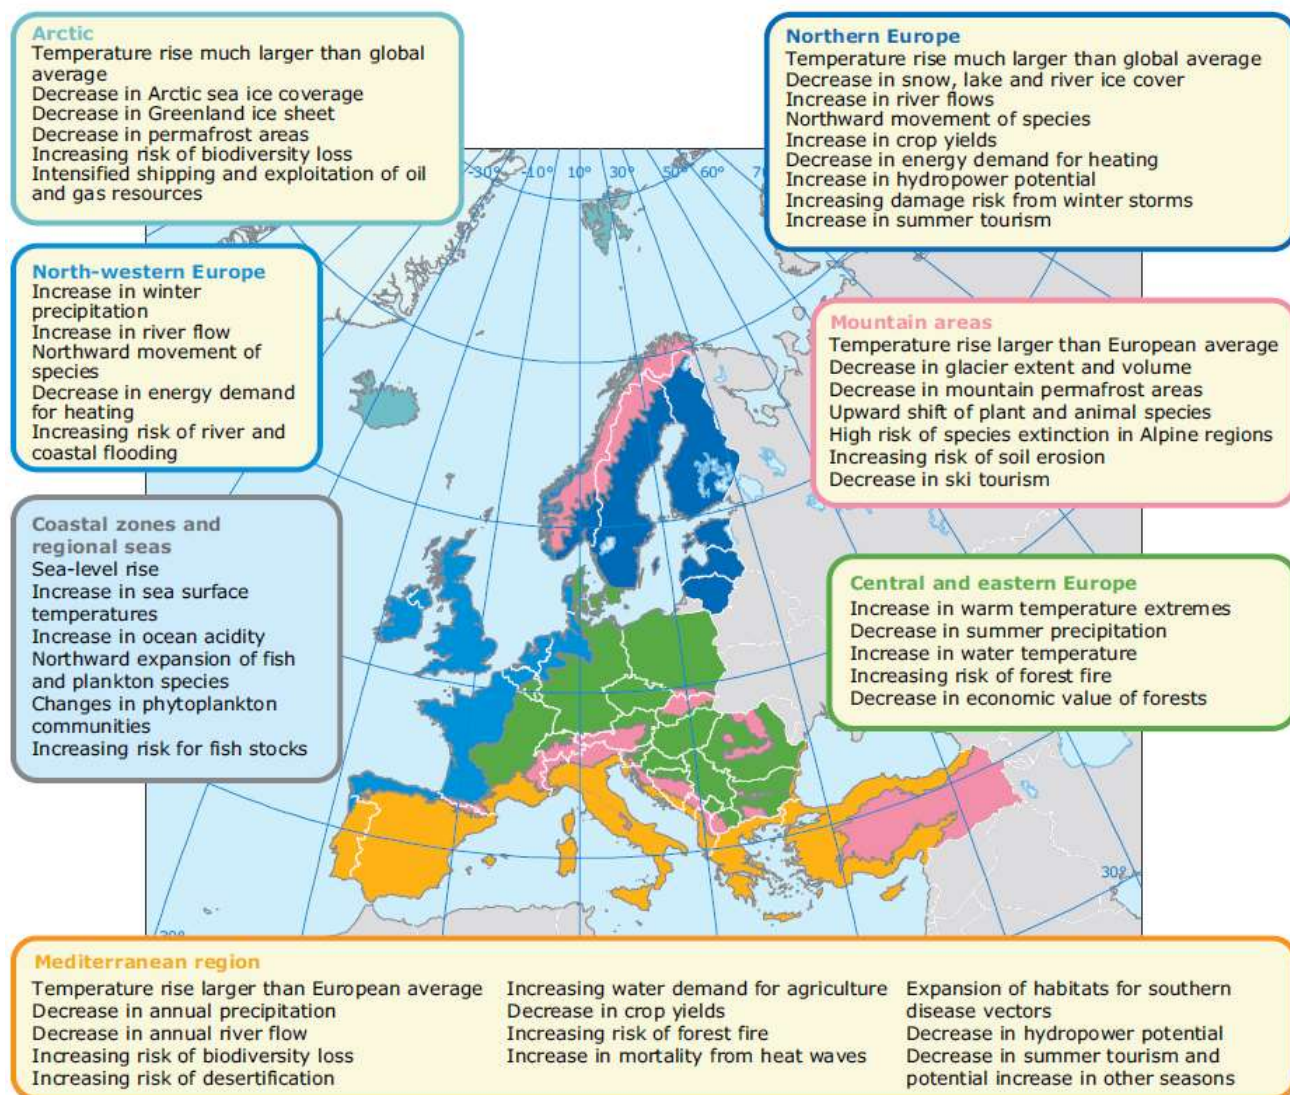 Arctic
Temperature rise much larger than global
average
Decrease in Arctic sea ice coverage
Decrease in Greenland ice sheet
Decrease in permafrost areas
Increasing risk of biodiversity loss
Intensified shipping and exploitation of oil
and gas resources
Northern Europe
Temperature rise much larger than global average
Decrease in snow, lake and river ice cover
Increase in river flows
Northward movement of species
Increase in crop yields
Decrease in energy demand for heating
Increase in hydropower potential
Increasing damage risk from winter storms
Increase in summer tourism
-30° -10° 10° 30° 50° 60°
North-western Europe
Increase in winter
precipitation
Increase in river flow
Northward movement of
species
Decrease in energy demand
for heating
Increasing risk of river and
coastal flooding
Mountain areas
Temperature rise larger than European average
Decrease in glacier extent and volume
Decrease in mountain permafrost areas
Upward shift of plant and animal species
High risk of species extinction in Alpine regions
Increasing risk of soil erosion
Decrease in ski tourism
Coastal zones and
regional seas
Sea-level rise
Increase in sea surface
temperatures
Increase in ocean acidity
Northward expansion of fish
and plankton species
Changes in phytoplankton
communities
Increasing risk for fish stocks
Central and eastern Europe
Increase in warm temperature extremes
Decrease in summer precipitation
Increase in water temperature
Increasing risk of forest fire
Decrease in economic value of forests
30°
Mediterranean region
Temperature rise larger than European average
Decrease in annual precipitation
Decrease in annual river flow
Increasing risk of biodiversity loss
Increasing risk of desertification
Increasing water demand for agriculture
Decrease in crop yields
Increasing risk of forest fire
Increase in mortality from heat waves
Expansion of habitats for southern
disease vectors
Decrease in hydropower potential
Decrease in summer tourism and
potential increase in other seasons